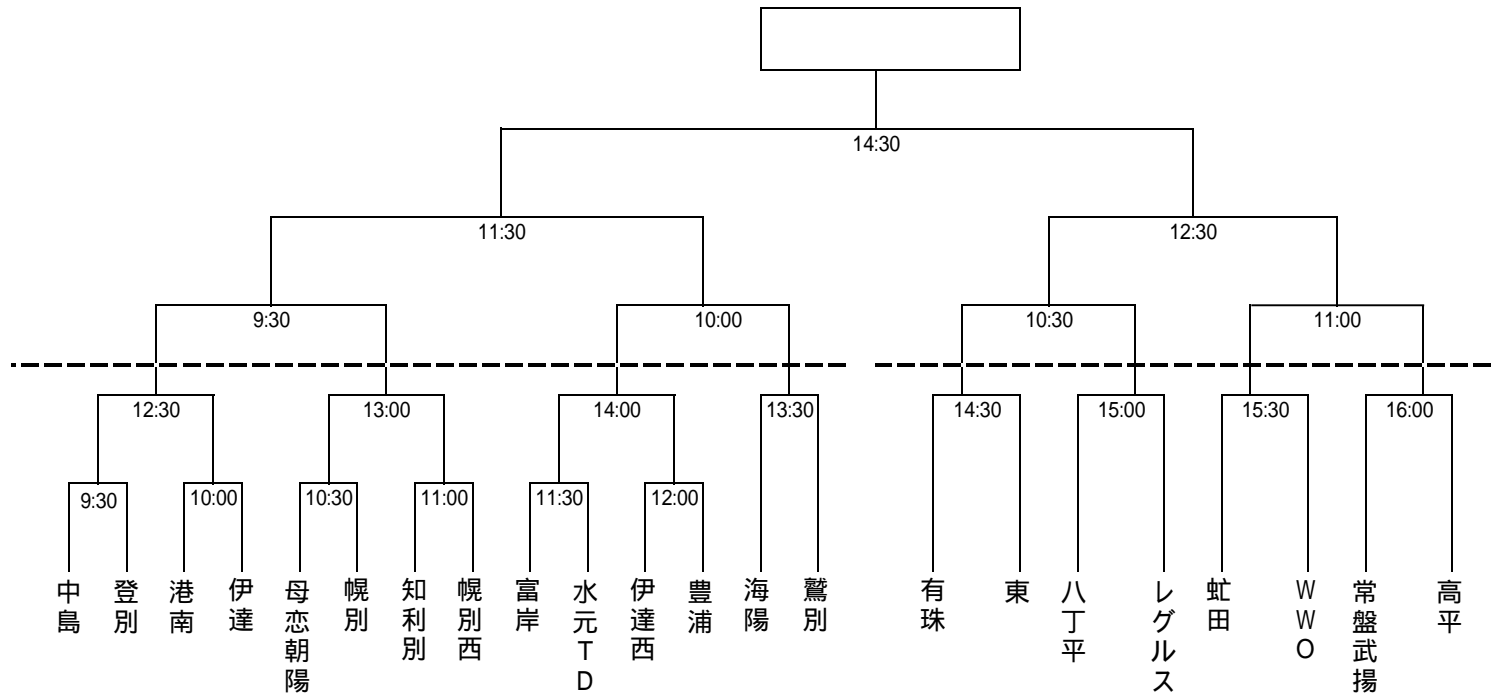 14:30
11:30
12:30
9:30
10:00
10:30
11:00
12:30
13:00
14:00
13:30
14:30
15:00
15:30
16:00
9:30
10:00
10:30
11:00
11:30
12:00
中島
登別
港南
伊達
母恋朝陽
幌別
知利別
幌別西
富岸
水元TD
伊達西
豊浦
海陽
鷲別
有珠
東
八丁平
レグルス
虻田
WWO
常盤武揚
高平